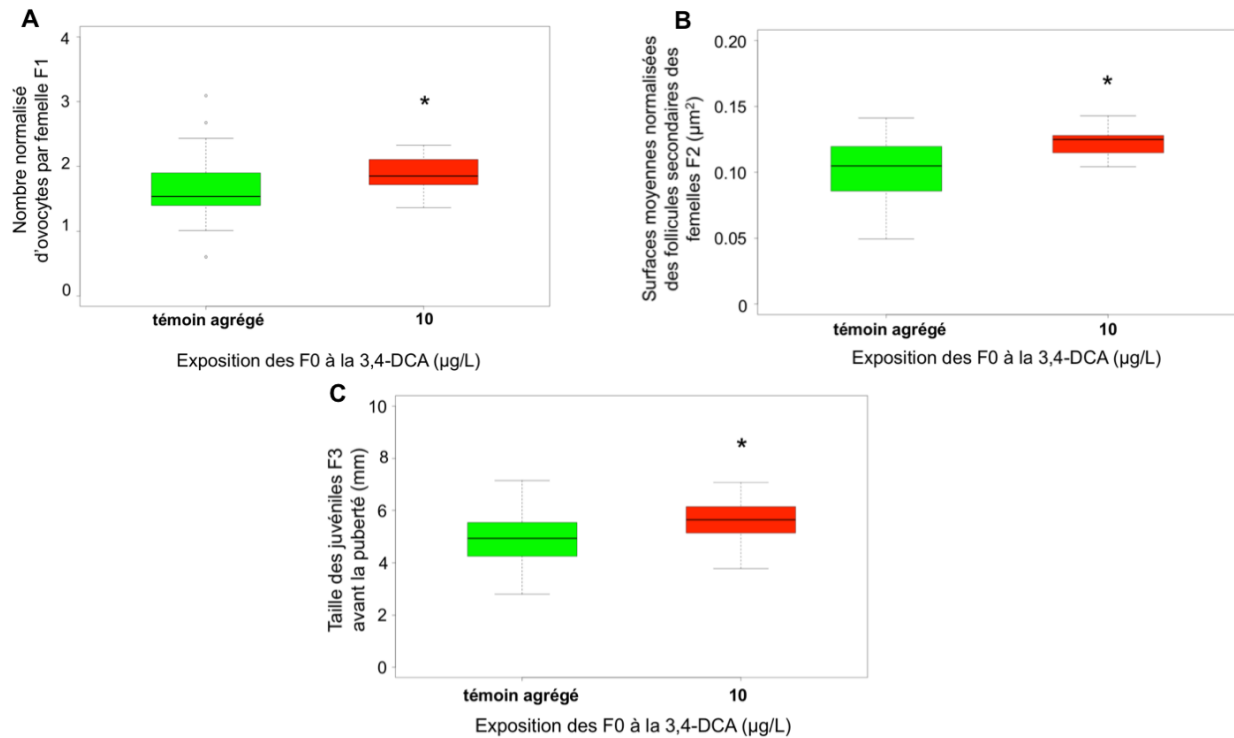 A
Nombre normalisé
d'ovocytes par femelle F1
4
3
2
1
0
*
témoin agrégé
10
Exposition des F0 à la 3,4-DCA (µg/L)
B
Surfaces moyennes normalisées
des follicules secondaires des
femelles F2 (µm²)
0.20
0.15
0.10
0.05
0
*
témoin agrégé
10
Exposition des F0 à la 3,4-DCA (µg/L)
C
Taille des juvéniles F3
avant la puberté (mm)
10
8
6
4
2
0
*
témoin agrégé
10
Exposition des F0 à la 3,4-DCA (µg/L)